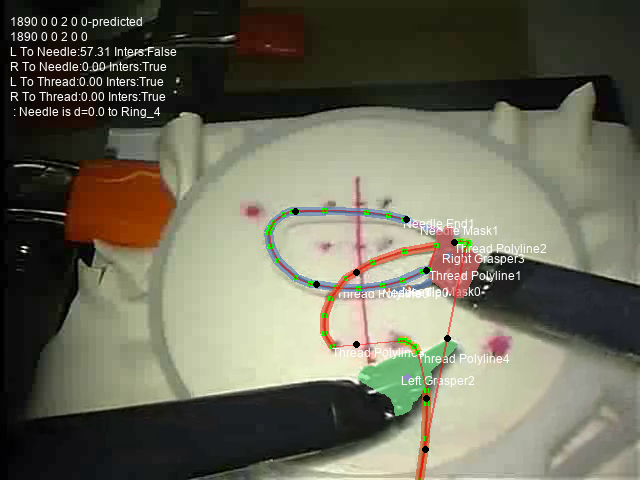 1890 0 0 2 0 0-predicted
1890 0 0 2 0 0
L To Needle:57.31 Inters:False
R To Needle:0.00 Inters:True
L To Thread:0.00 Inters:True
R To Thread:0.00 Inters:True
: Needle is d=0.0 to Ring_4
Needle End1
Needle Mask1
Thread Polyline2
Right Grasper3
Thread Polyline1
Thread Polyline4
Left Grasper2